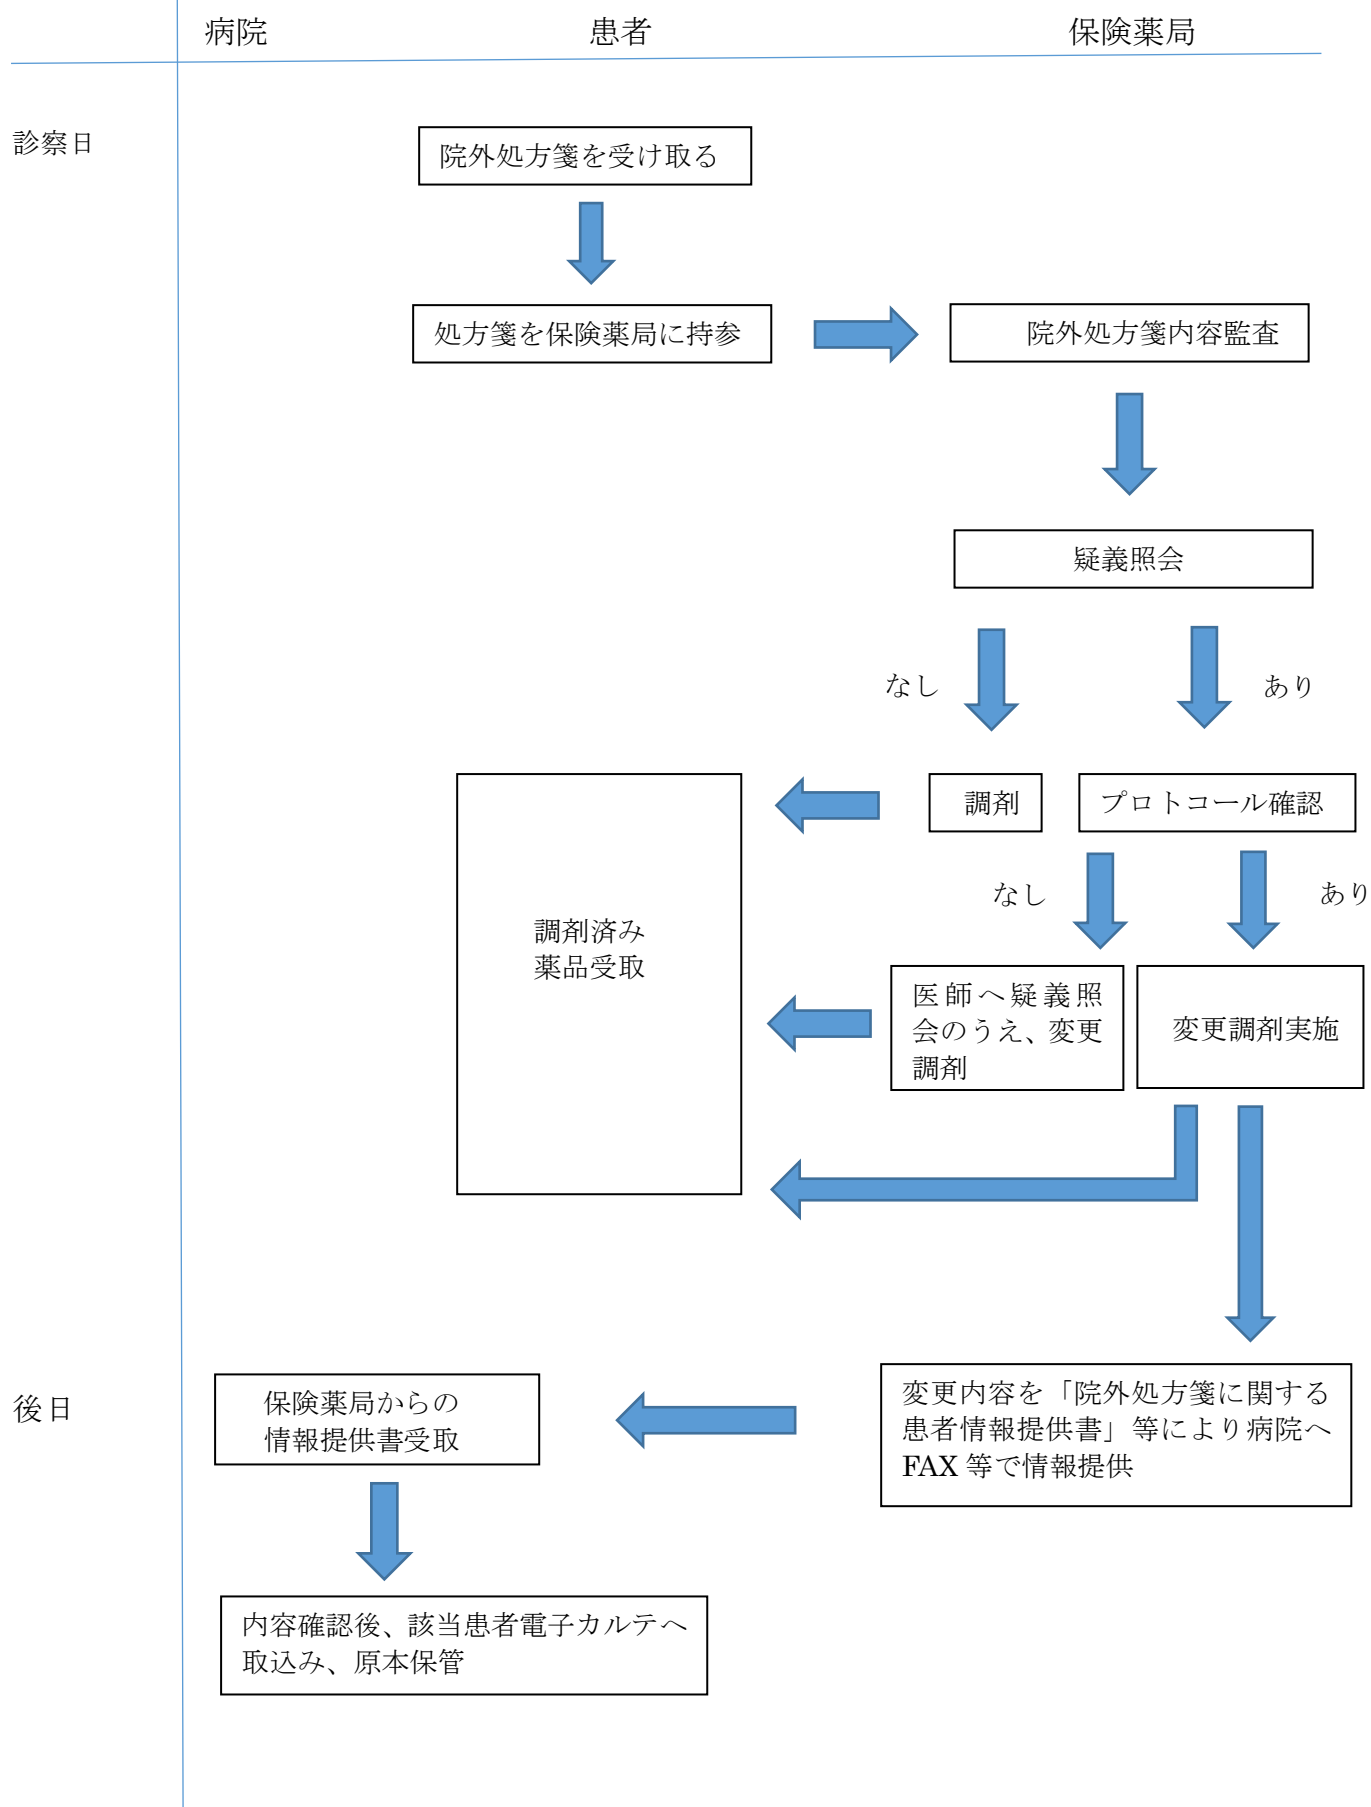 病院
患者
保険薬局
診察日
院外処方箋を受け取る
処方箋を保険薬局に持参
院外処方箋内容監査
疑義照会
なし
あり
調剤
プロトコール確認
なし
あり
調剤済み
薬品受取
医師へ疑義照
会のうえ、変更
調剤
変更調剤実施
後日
保険薬局からの
情報提供書受取
変更内容を「院外処方箋に関する
患者情報提供書」等により病院へ
FAX 等で情報提供
内容確認後、該当患者電子カルテへ
取込み、原本保管